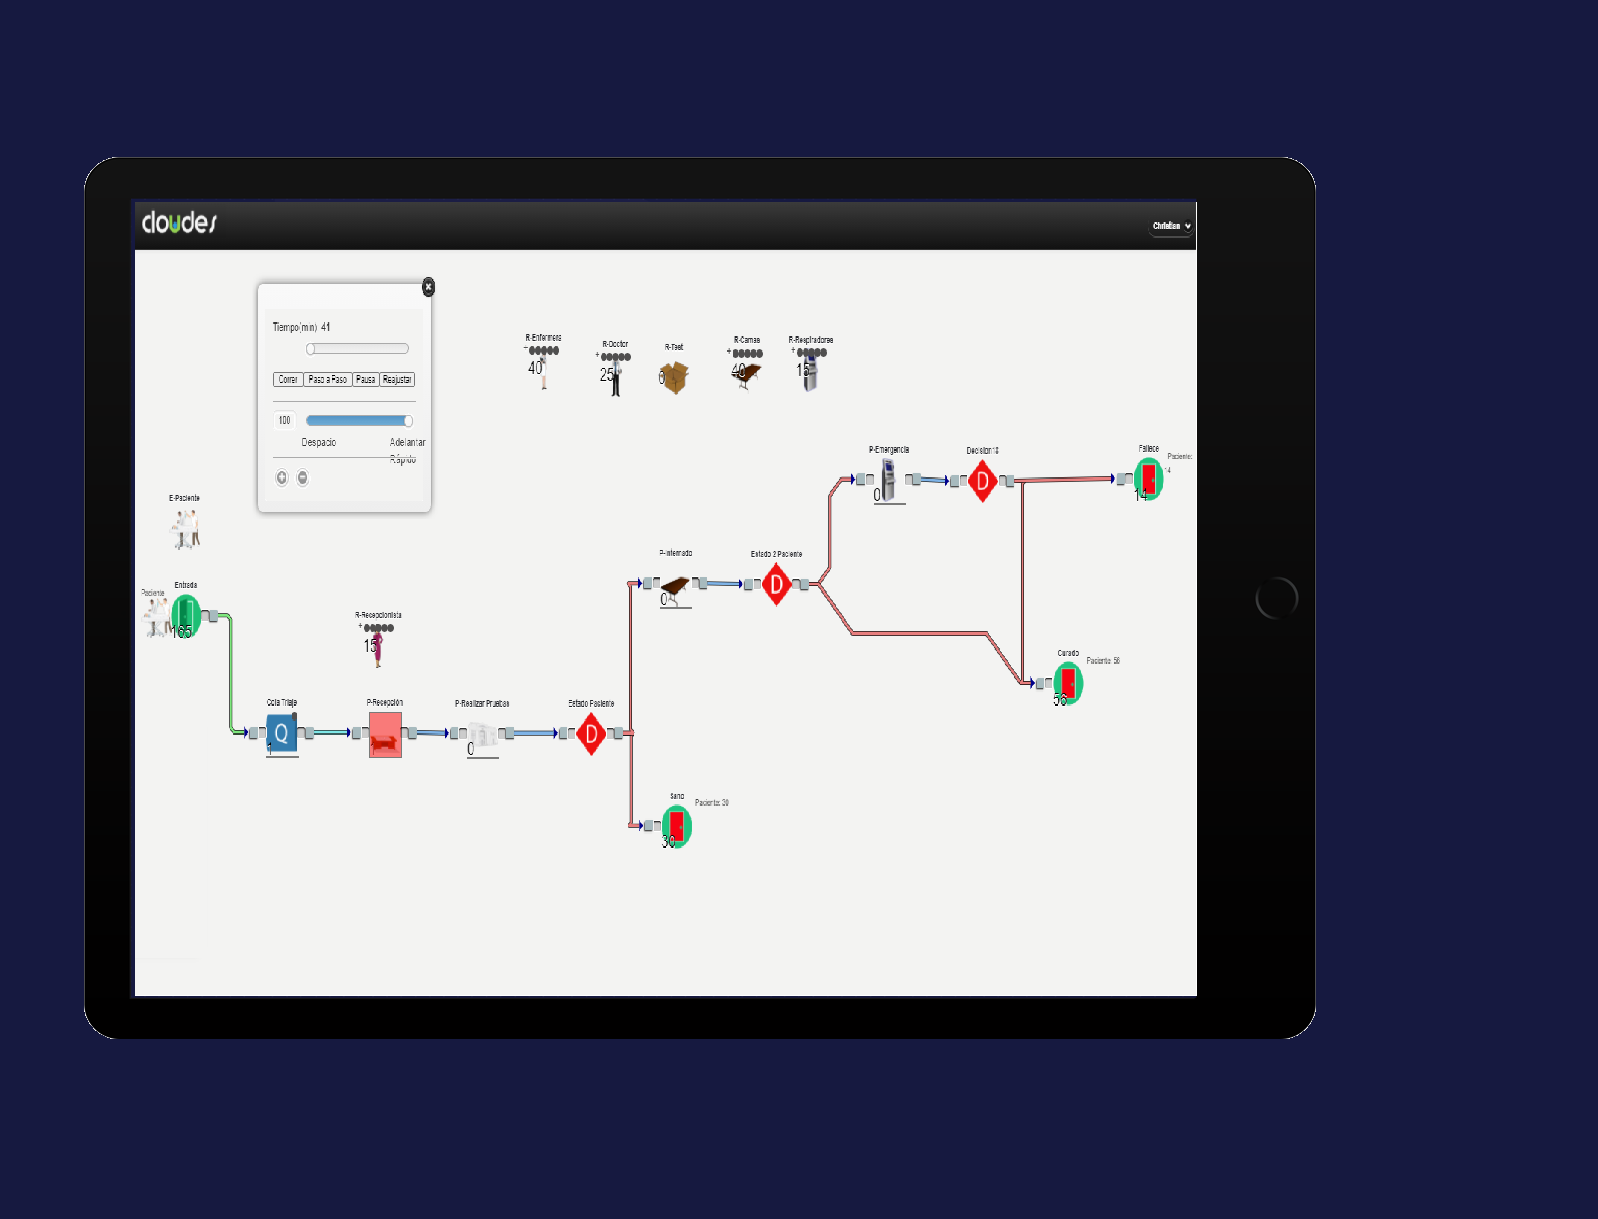 cloudes
Christian
Tiempo(min) 41
Correr Paso a Paso Pausa Reajustar
100
Despacio Adelantar
Rápido
R-Enfermera
40
R-Doctor
25
R-Test
0
R-Camas
40
R-Respiradores
15
E-Paciente
Entrada
Paciente
165
R-Recepcionista
15
Cola Triaje
Q
1
P-Recepción
P-Realizar Pruebas
0
Estado Paciente
D
P-Internado
0
Estado 2 Paciente
D
P-Emergencia
0
Decision18
D
Fallece
Paciente:
14
14
Curado
Paciente: 56
56
Sano
Paciente: 30
30